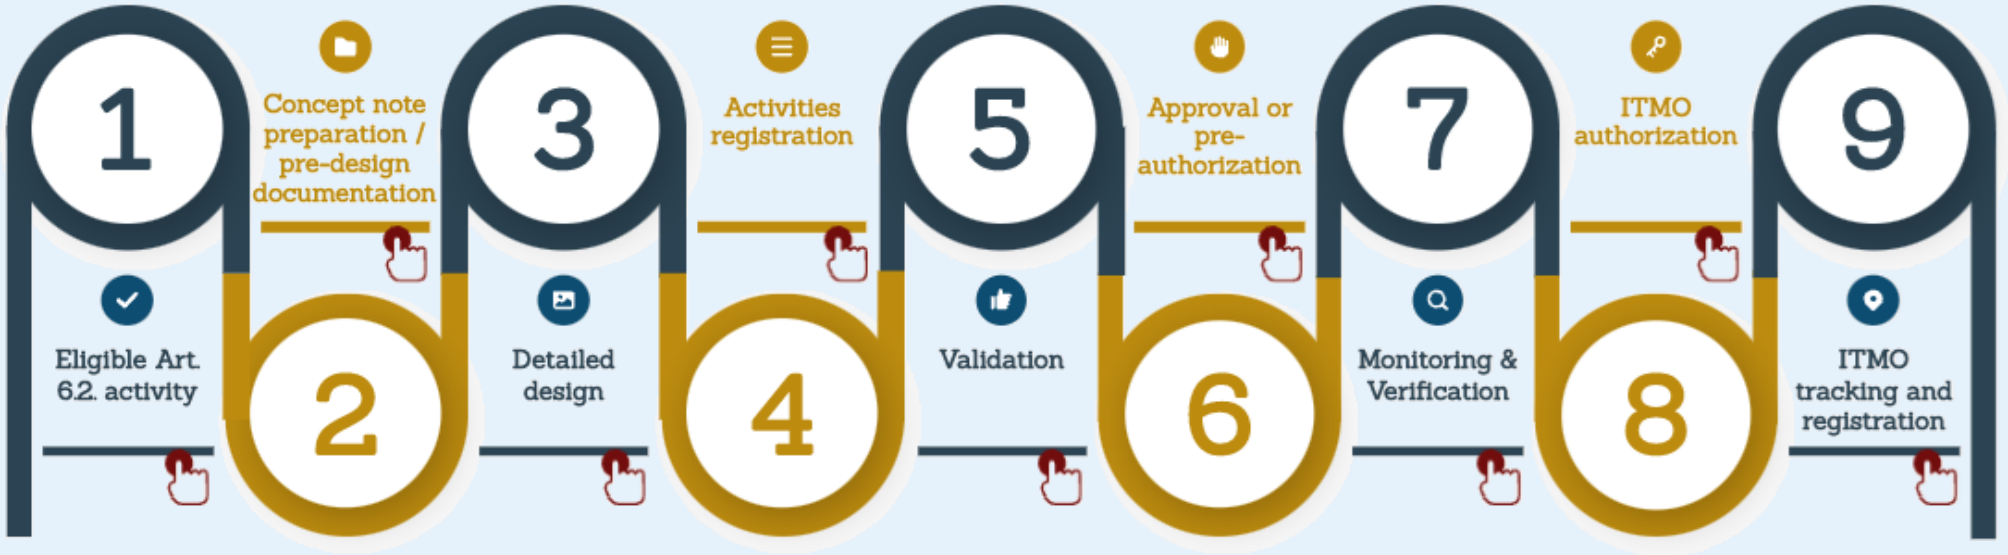 1
Eligible Art.
6.2. activity
Concept note
preparation /
pre-design
documentation
2
3
Detailed
design
Activities
registration
4
5
Validation
Approval or
pre-
authorization
6
7
Monitoring &
Verification
ITMO
authorization
8
9
ITMO
tracking and
registration